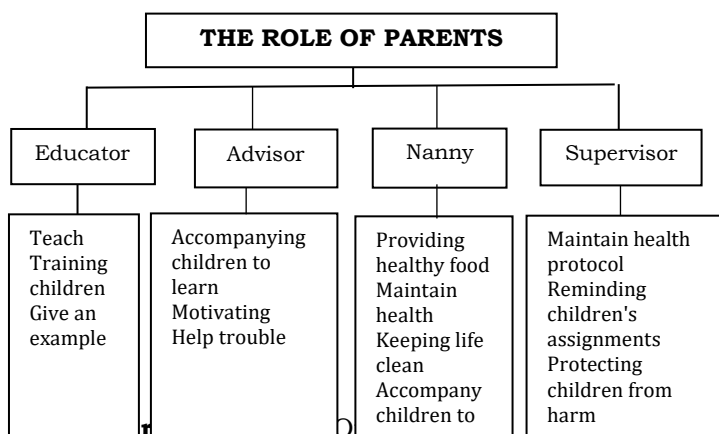 THE ROLE OF PARENTS
Educator
Advisor
Nanny
Supervisor
Teach
Training
children
Give an
example
Accompanying
children to
learn
Motivating
Help trouble
Providing
healthy food
Maintain
health
Keeping life
clean
Accompany
children to
Maintain health
protocol
Reminding
children's
assignments
Protecting
children from
harm